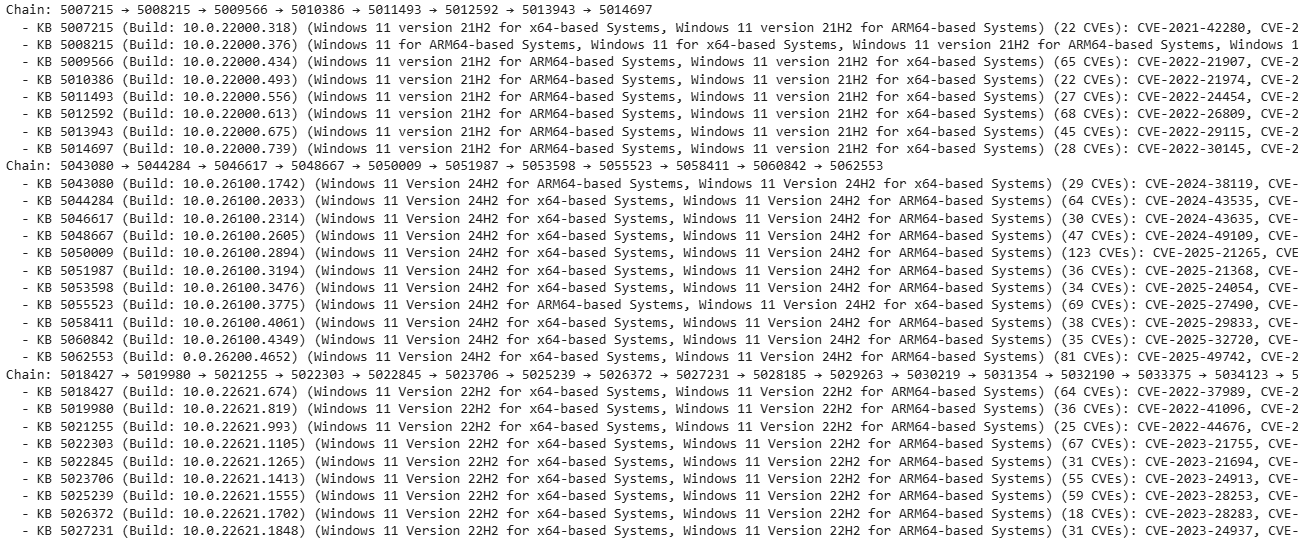 Chain: 5007215 → 5008215 → 5009566 → 5010386 → 5011493 → 5012592 → 5013943 → 5014697
- KB 5007215 (Build: 10.0.22000.318) (Windows 11 version 21H2 for ARM64-based Systems, Windows 11 version 21H2 for x64-based Systems) (22 CVEs): CVE-2021-42280, CVE-2
- KB 5008215 (Build: 10.0.22000.376) (Windows 11 for ARM64-based Systems, Windows 11 for x64-based Systems, Windows 11 version 21H2 for ARM64-based Systems, Windows 1
- KB 5009566 (Build: 10.0.22000.434) (Windows 11 version 21H2 for ARM64-based Systems, Windows 11 version 21H2 for x64-based Systems) (65 CVEs): CVE-2022-21907, CVE-2
- KB 5010386 (Build: 10.0.22000.493) (Windows 11 version 21H2 for ARM64-based Systems, Windows 11 version 21H2 for x64-based Systems) (22 CVEs): CVE-2022-21974, CVE-2
- KB 5011493 (Build: 10.0.22000.556) (Windows 11 version 21H2 for ARM64-based Systems, Windows 11 version 21H2 for x64-based Systems) (27 CVEs): CVE-2022-24454, CVE-2
- KB 5012592 (Build: 10.0.22000.613) (Windows 11 version 21H2 for ARM64-based Systems, Windows 11 version 21H2 for x64-based Systems) (68 CVEs): CVE-2022-26809, CVE-2
- KB 5013943 (Build: 10.0.22000.675) (Windows 11 version 21H2 for ARM64-based Systems, Windows 11 version 21H2 for x64-based Systems) (45 CVEs): CVE-2022-29115, CVE-2
- KB 5014697 (Build: 10.0.22000.739) (Windows 11 version 21H2 for ARM64-based Systems, Windows 11 version 21H2 for x64-based Systems) (28 CVEs): CVE-2022-30145, CVE-2
Chain: 5043080 → 5044284 → 5046617 → 5048667 → 5050009 → 5051987 → 5053598 → 5055523 → 5058411 → 5060842 → 5062553
- KB 5043080 (Build: 10.0.26100.1742) (Windows 11 Version 24H2 for ARM64-based Systems, Windows 11 Version 24H2 for x64-based Systems) (29 CVEs): CVE-2024-38119, CVE-
- KB 5044284 (Build: 10.0.26100.2033) (Windows 11 Version 24H2 for x64-based Systems, Windows 11 Version 24H2 for ARM64-based Systems) (64 CVEs): CVE-2024-43535, CVE-
- KB 5046617 (Build: 10.0.26100.2314) (Windows 11 Version 24H2 for x64-based Systems, Windows 11 Version 24H2 for ARM64-based Systems) (30 CVEs): CVE-2024-43635, CVE-
- KB 5048667 (Build: 10.0.26100.2605) (Windows 11 Version 24H2 for x64-based Systems, Windows 11 Version 24H2 for ARM64-based Systems) (47 CVEs): CVE-2024-49109, CVE-
- KB 5050009 (Build: 10.0.26100.2894) (Windows 11 Version 24H2 for x64-based Systems, Windows 11 Version 24H2 for ARM64-based Systems) (123 CVEs): CVE-2025-21265, CVE
- KB 5051987 (Build: 10.0.26100.3194) (Windows 11 Version 24H2 for x64-based Systems, Windows 11 Version 24H2 for ARM64-based Systems) (36 CVEs): CVE-2025-21368, CVE-
- KB 5053598 (Build: 10.0.26100.3476) (Windows 11 Version 24H2 for x64-based Systems, Windows 11 Version 24H2 for ARM64-based Systems) (34 CVEs): CVE-2025-24054, CVE-
- KB 5055523 (Build: 10.0.26100.3775) (Windows 11 Version 24H2 for ARM64-based Systems, Windows 11 Version 24H2 for x64-based Systems) (69 CVEs): CVE-2025-27490, CVE-
- KB 5058411 (Build: 10.0.26100.4061) (Windows 11 Version 24H2 for x64-based Systems, Windows 11 Version 24H2 for ARM64-based Systems) (38 CVEs): CVE-2025-29833, CVE-
- KB 5060842 (Build: 10.0.26100.4349) (Windows 11 Version 24H2 for x64-based Systems, Windows 11 Version 24H2 for ARM64-based Systems) (35 CVEs): CVE-2025-32720, CVE-
- KB 5062553 (Build: 0.0.26200.4652) (Windows 11 Version 24H2 for x64-based Systems, Windows 11 Version 24H2 for ARM64-based Systems) (81 CVEs): CVE-2025-49742, CVE-2
Chain: 5018427 → 5019980 → 5021255 → 5022303 → 5022845 → 5023706 → 5025239 → 5026372 → 5027231 → 5028185 → 5029263 → 5030219 → 5031354 → 5032190 → 5033375 → 5034123 → 5
- KB 5018427 (Build: 10.0.22621.674) (Windows 11 Version 22H2 for x64-based Systems, Windows 11 Version 22H2 for ARM64-based Systems) (64 CVEs): CVE-2022-37989, CVE-2
- KB 5019980 (Build: 10.0.22621.819) (Windows 11 Version 22H2 for x64-based Systems, Windows 11 Version 22H2 for ARM64-based Systems) (36 CVEs): CVE-2022-41096, CVE-2
- KB 5021255 (Build: 10.0.22621.993) (Windows 11 Version 22H2 for x64-based Systems, Windows 11 Version 22H2 for ARM64-based Systems) (25 CVEs): CVE-2022-44676, CVE-2
- KB 5022303 (Build: 10.0.22621.1105) (Windows 11 Version 22H2 for x64-based Systems, Windows 11 Version 22H2 for ARM64-based Systems) (67 CVEs): CVE-2023-21755, CVE-
- KB 5022845 (Build: 10.0.22621.1265) (Windows 11 Version 22H2 for x64-based Systems, Windows 11 Version 22H2 for ARM64-based Systems) (31 CVEs): CVE-2023-21694, CVE-
- KB 5023706 (Build: 10.0.22621.1413) (Windows 11 Version 22H2 for x64-based Systems, Windows 11 Version 22H2 for ARM64-based Systems) (55 CVEs): CVE-2023-24913, CVE-
- KB 5025239 (Build: 10.0.22621.1555) (Windows 11 Version 22H2 for x64-based Systems, Windows 11 Version 22H2 for ARM64-based Systems) (59 CVEs): CVE-2023-28253, CVE-
- KB 5026372 (Build: 10.0.22621.1702) (Windows 11 Version 22H2 for x64-based Systems, Windows 11 Version 22H2 for ARM64-based Systems) (18 CVEs): CVE-2023-28283, CVE-
- KB 5027231 (Build: 10.0.22621.1848) (Windows 11 Version 22H2 for x64-based Systems, Windows 11 Version 22H2 for ARM64-based Systems) (31 CVEs): CVE-2023-24937, CVE-